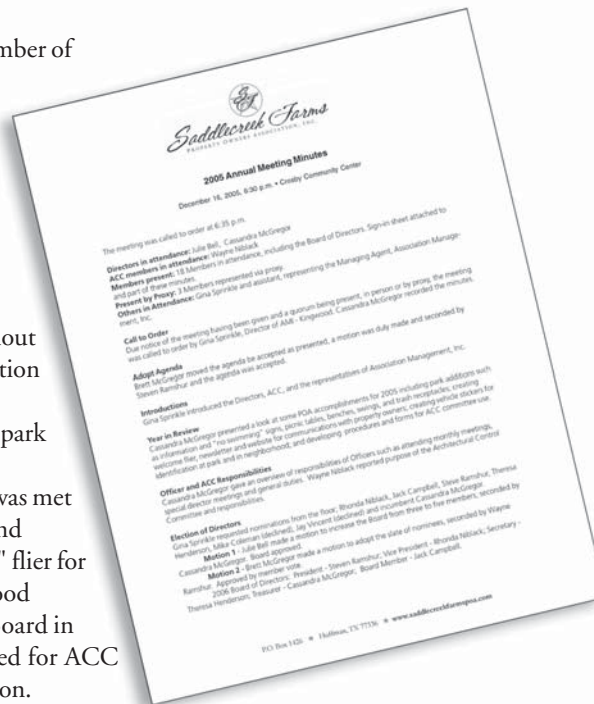 mber of
out
tion
park
was met
nd
" flier for
ood
oard in
ed for ACC
on.
Saddlecreek Farms
PROPERTY OWNERS ASSOCIATION, INC.
2005 Annual Meeting Minutes
December 16, 2005, 6:30 p.m. • Crosby Community Center
The meeting was called to order at 6:35 p.m.
Directors in attendance: Julie Bell, Cassandra McGregor
ACC members in attendance: Wayne Niblack
Members present: 18 Members in attendance, including the Board of Directors. Sign-in sheet attached to
and part of these minutes.
Present by Proxy: 3 Members represented via proxy.
Others in Attendance: Gina Sprinkle and assistant, representing the Managing Agent, Association Manage-
ment, Inc.
Call to Order
Due notice of the meeting having been given and a quorum being present, in person or by proxy, the meeting
was called to order by Gina Sprinkle, Director of AMI - Kingwood. Cassandra McGregor recorded the minutes.
Adopt Agenda
Brett McGregor moved the agenda be accepted as presented, a motion was duly made and seconded by
Steven Ramshur and the agenda was accepted.
Introductions
Gina Sprinkle introduced the Directors, ACC, and the representatives of Association Management, Inc.
Year in Review
Cassandra McGregor presented a look at some POA accomplishments for 2005 including park additions such
as information and "no swimming" signs, picnic tables, benches, swings, and trash receptacles, creating
welcome flier, newsletter and website for communications with property owners; creating vehicle stickers for
identification at park and in neighborhood; and developing procedures and forms for ACC committee use.
Officer and ACC Responsibilities
Cassandra McGregor gave an overview of responsibilities of Officers such as attending monthly meetings,
special director meetings and general duties. Wayne Niblack reported purpose of the Architectural Control
Committee and responsibilities.
Election of Directors
Gina Sprinkle requested nominations from the floor; Rhonda Niblack, Jack Campbell, Steve Ramshur, Theresa
Henderson, Mike Coleman (declined), Jay Vincent (declined) and incumbent Cassandra McGregor.
Motion 1 - Julie Bell made a motion to increase the Board from three to five members, seconded by
Cassandra McGregor. Board approved.
Motion 2 - Brett McGregor made a motion to adopt the slate of nominees, seconded by Wayne
Ramshur. Approved by member vote.
2006 Board of Directors: President - Steven Ramshur; Vice President - Rhonda Niblack; Secretary -
Theresa Henderson; Treasurer - Cassandra McGregor; Board Member - Jack Campbell.
P.O. Box 1426 Huffman, TX 77336 www.saddlecreekfarmspoa.com